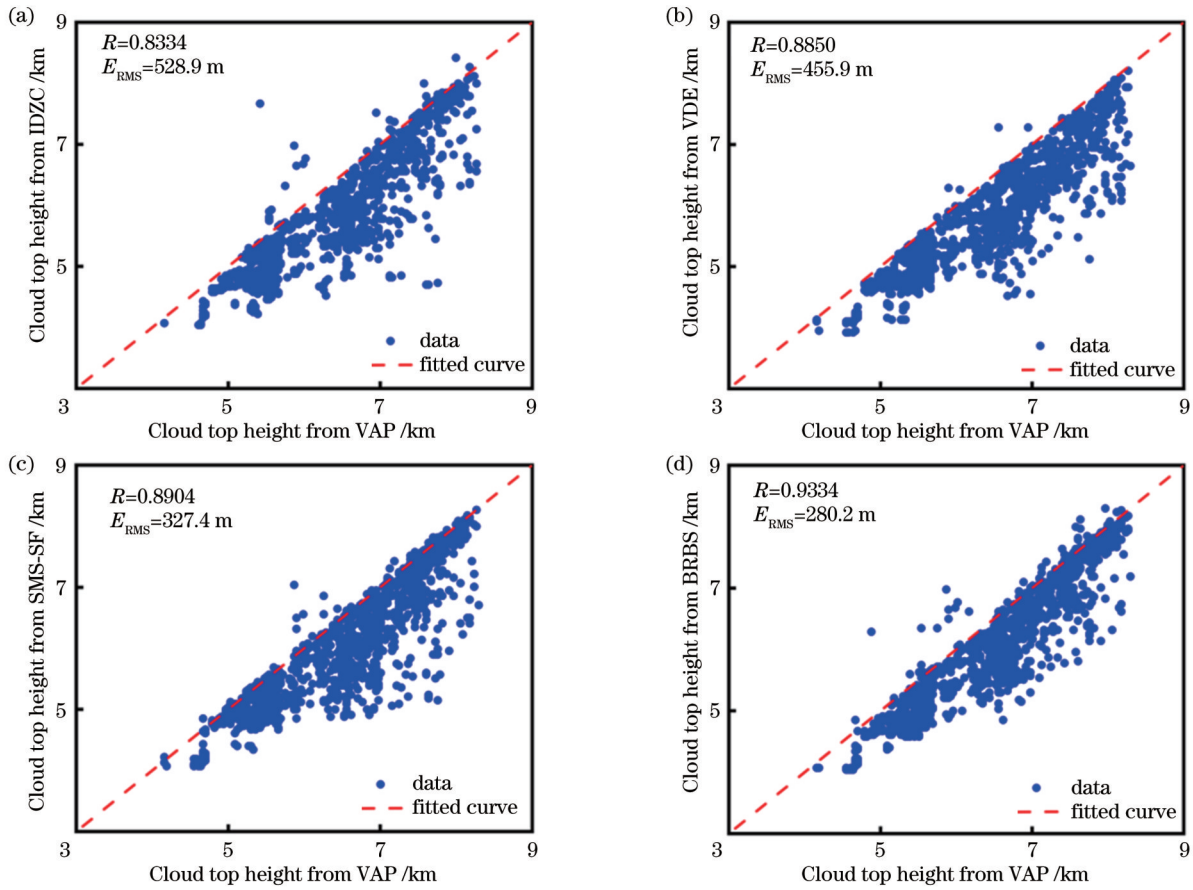 (a)
R=0.8334
E_RMS=528.9 m
Cloud top height from IDZC /km
9
7
5
data
fitted curve
3
5
7
9
Cloud top height from VAP /km
(b)
R=0.8850
E_RMS=455.9 m
Cloud top height from VDE /km
9
7
5
data
fitted curve
3
5
7
9
Cloud top height from VAP /km
(c)
R=0.8904
E_RMS=327.4 m
Cloud top height from SMS-SF /km
9
7
5
data
fitted curve
3
5
7
9
Cloud top height from VAP /km
(d)
R=0.9334
E_RMS=280.2 m
Cloud top height from BRBS /km
9
7
5
data
fitted curve
3
5
7
9
Cloud top height from VAP /km